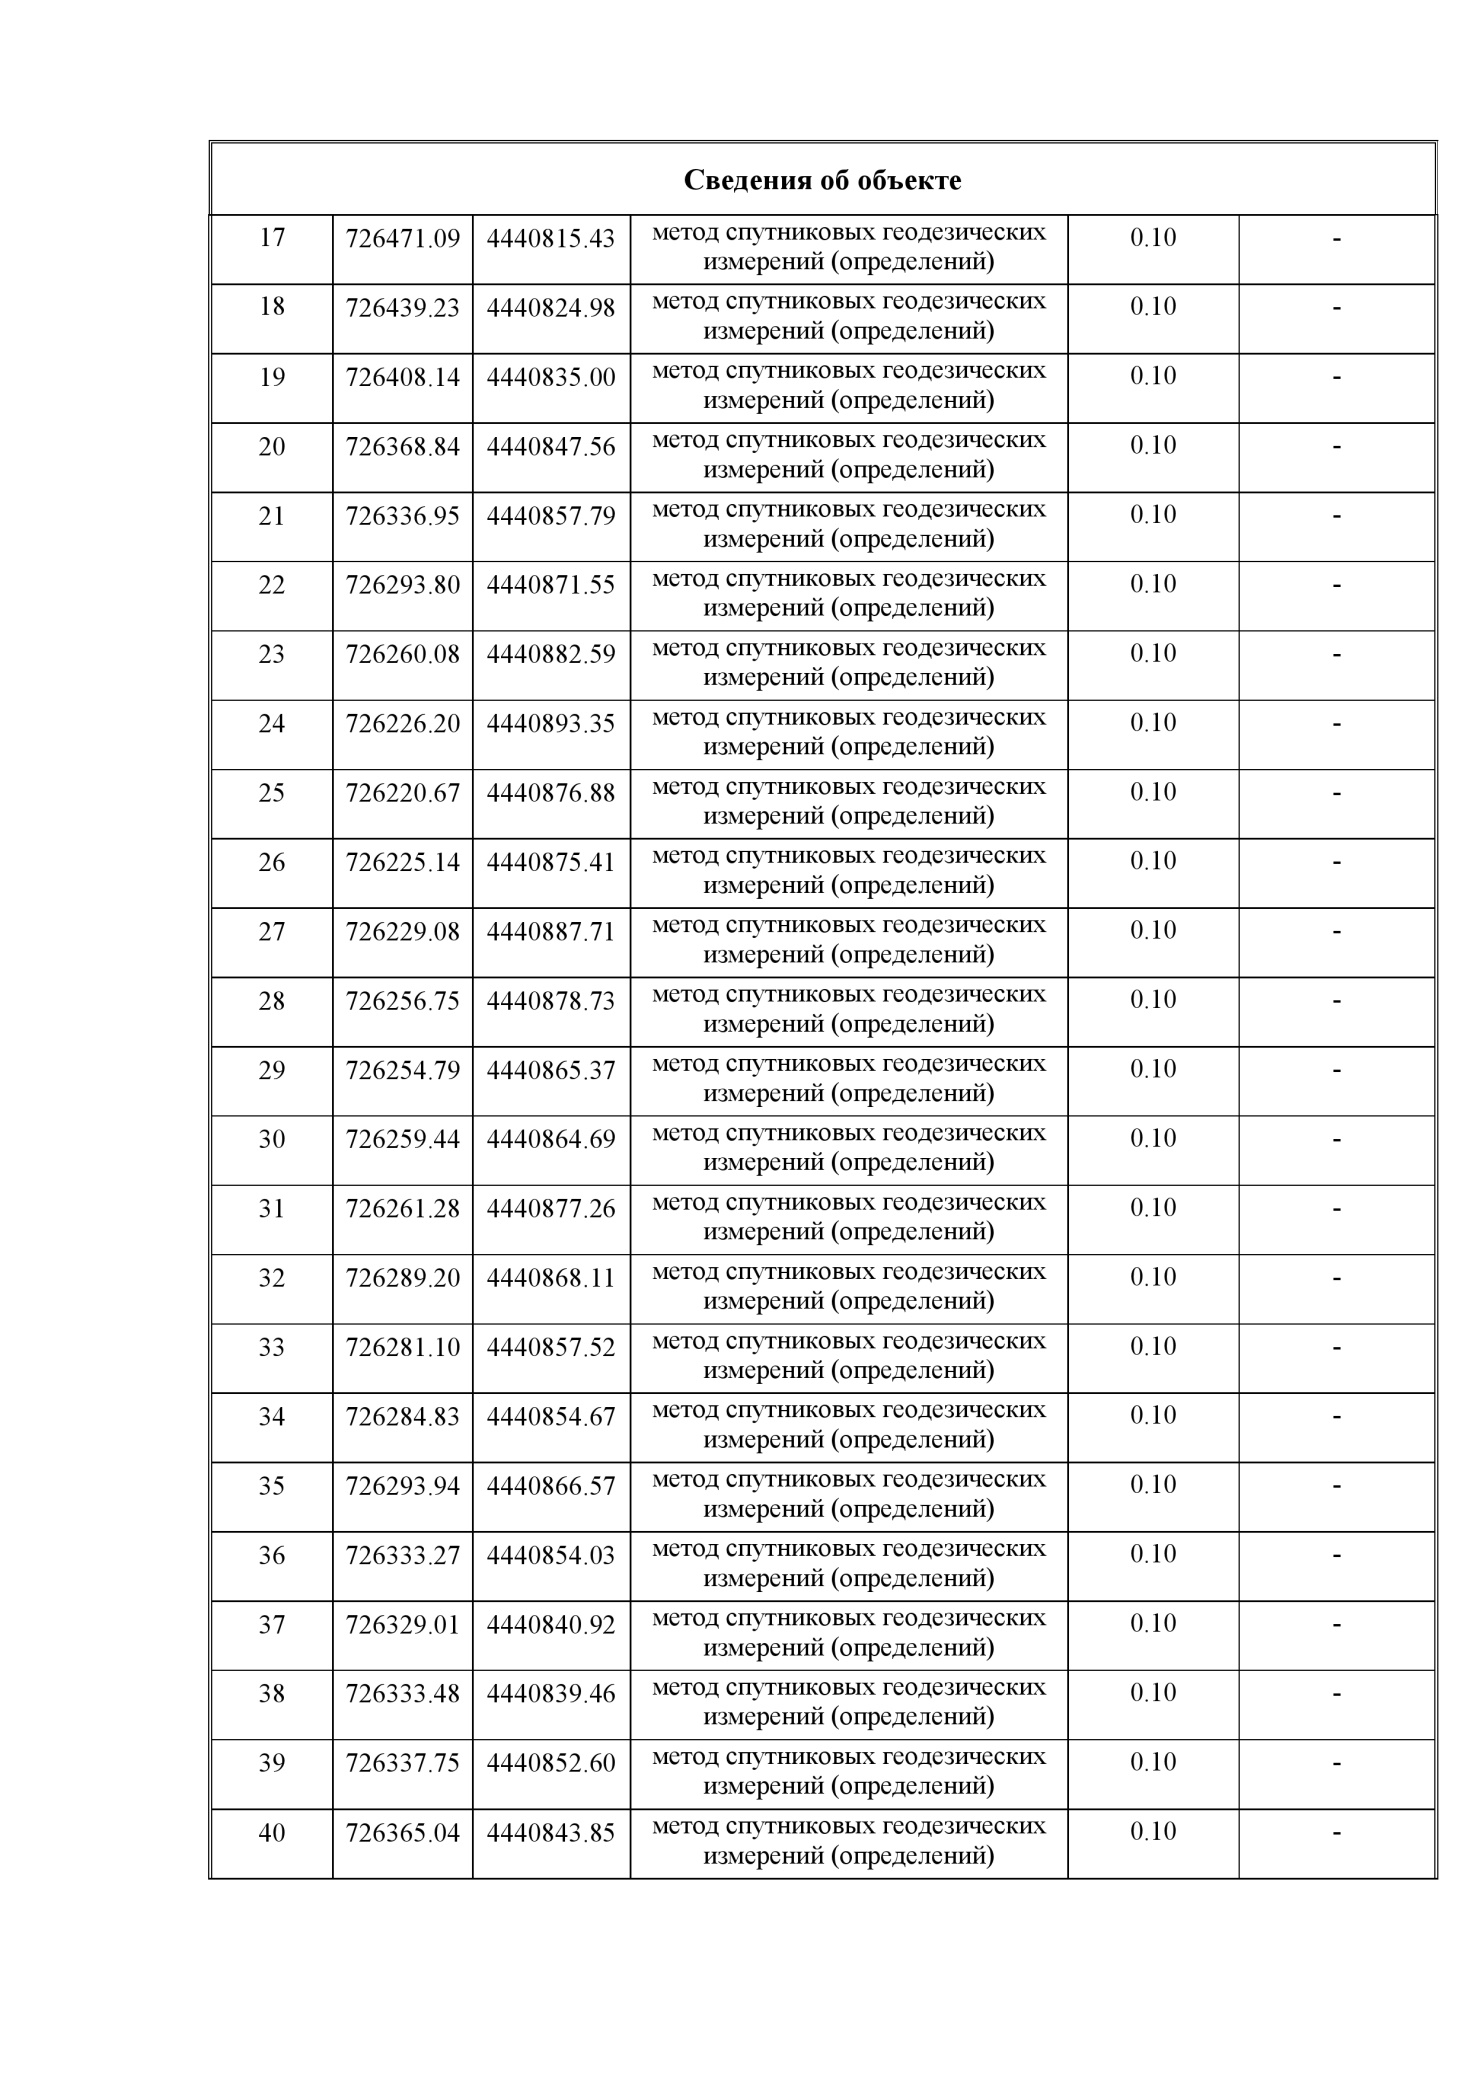 Сведения об объекте
17 726471.09 4440815.43 метод спутниковых геодезических измерений (определений) 0.10 -
18 726439.23 4440824.98 метод спутниковых геодезических измерений (определений) 0.10 -
19 726408.14 4440835.00 метод спутниковых геодезических измерений (определений) 0.10 -
20 726368.84 4440847.56 метод спутниковых геодезических измерений (определений) 0.10 -
21 726336.95 4440857.79 метод спутниковых геодезических измерений (определений) 0.10 -
22 726293.80 4440871.55 метод спутниковых геодезических измерений (определений) 0.10 -
23 726260.08 4440882.59 метод спутниковых геодезических измерений (определений) 0.10 -
24 726226.20 4440893.35 метод спутниковых геодезических измерений (определений) 0.10 -
25 726220.67 4440876.88 метод спутниковых геодезических измерений (определений) 0.10 -
26 726225.14 4440875.41 метод спутниковых геодезических измерений (определений) 0.10 -
27 726229.08 4440887.71 метод спутниковых геодезических измерений (определений) 0.10 -
28 726256.75 4440878.73 метод спутниковых геодезических измерений (определений) 0.10 -
29 726254.79 4440865.37 метод спутниковых геодезических измерений (определений) 0.10 -
30 726259.44 4440864.69 метод спутниковых геодезических измерений (определений) 0.10 -
31 726261.28 4440877.26 метод спутниковых геодезических измерений (определений) 0.10 -
32 726289.20 4440868.11 метод спутниковых геодезических измерений (определений) 0.10 -
33 726281.10 4440857.52 метод спутниковых геодезических измерений (определений) 0.10 -
34 726284.83 4440854.67 метод спутниковых геодезических измерений (определений) 0.10 -
35 726293.94 4440866.57 метод спутниковых геодезических измерений (определений) 0.10 -
36 726333.27 4440854.03 метод спутниковых геодезических измерений (определений) 0.10 -
37 726329.01 4440840.92 метод спутниковых геодезических измерений (определений) 0.10 -
38 726333.48 4440839.46 метод спутниковых геодезических измерений (определений) 0.10 -
39 726337.75 4440852.60 метод спутниковых геодезических измерений (определений) 0.10 -
40 726365.04 4440843.85 метод спутниковых геодезических измерений (определений) 0.10 -